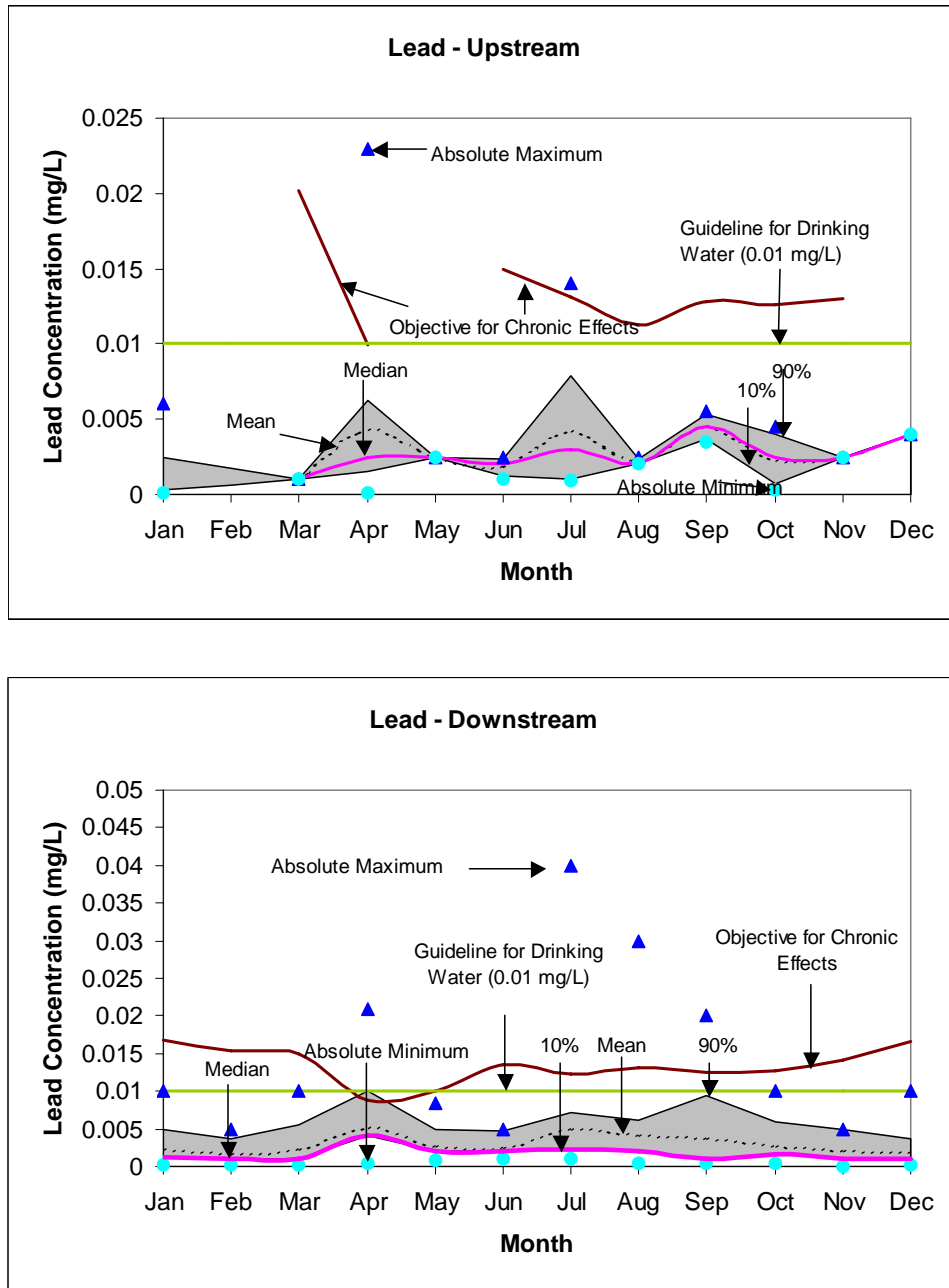 Lead - Upstream
Lead Concentration (mg/L)
0.025
0.02
0.015
0.01
0.005
0
Absolute Maximum
Guideline for Drinking
Water (0.01 mg/L)
Objective for Chronic Effects
Median
Mean
90%
10%
Absolute Minimum
Jan Feb Mar Apr May Jun Jul Aug Sep Oct Nov Dec
Month
Lead - Downstream
Lead Concentration (mg/L)
0.05
0.045
0.04
0.035
0.03
0.025
0.02
0.015
0.01
0.005
0
Absolute Maximum
Guideline for Drinking
Water (0.01 mg/L)
Objective for Chronic
Effects
Absolute Minimum
10%
Mean
90%
Median
Jan Feb Mar Apr May Jun Jul Aug Sep Oct Nov Dec
Month